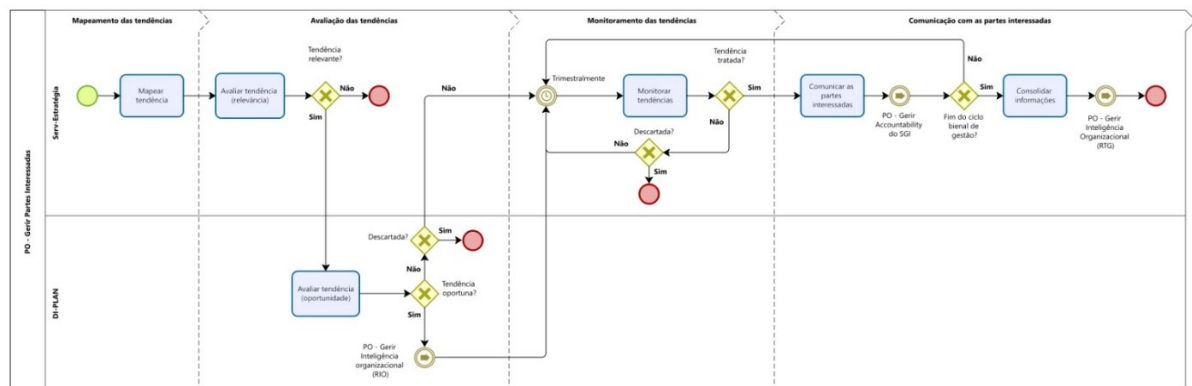 Mapeamento das tendências
Avaliação das tendências
Monitoramento das tendências
Comunicação com as partes interessadas
PO - Gerir Partes Interessadas
Serv-Estratégia
Mapear
tendência
Avaliar tendência
(relevância)
Tendência
relevante?
Não
Sim
Não
Trimestralmente
Monitorar
tendências
Tendência
tratada?
Sim
Não
Descartada?
Não
Sim
Comunicar as
partes
interessadas
PO - Gerir
Accountability
do SGI
Não
Sim
Fim do ciclo
bienal de
gestão?
Consolidar
informações
PO - Gerir
Inteligência
Organizacional
(RTG)
DI-PLAN
Avaliar tendência
(oportunidade)
Descartada?
Sim
Não
Tendência
oportuna?
Sim
PO - Gerir
Inteligência
organizacional
(RIO)